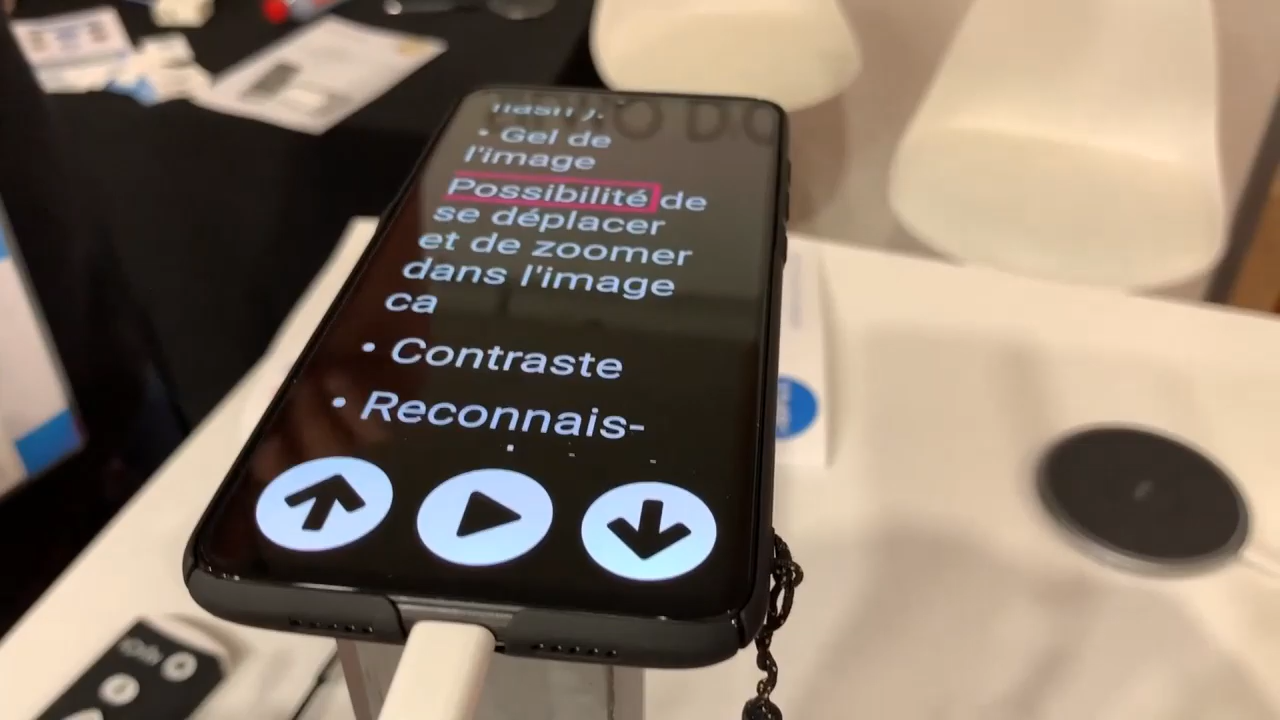 • Gel de
l'image
Possibilité de
se déplacer
et de zoomer
dans l'image
ca
• Contraste
• Reconnais-